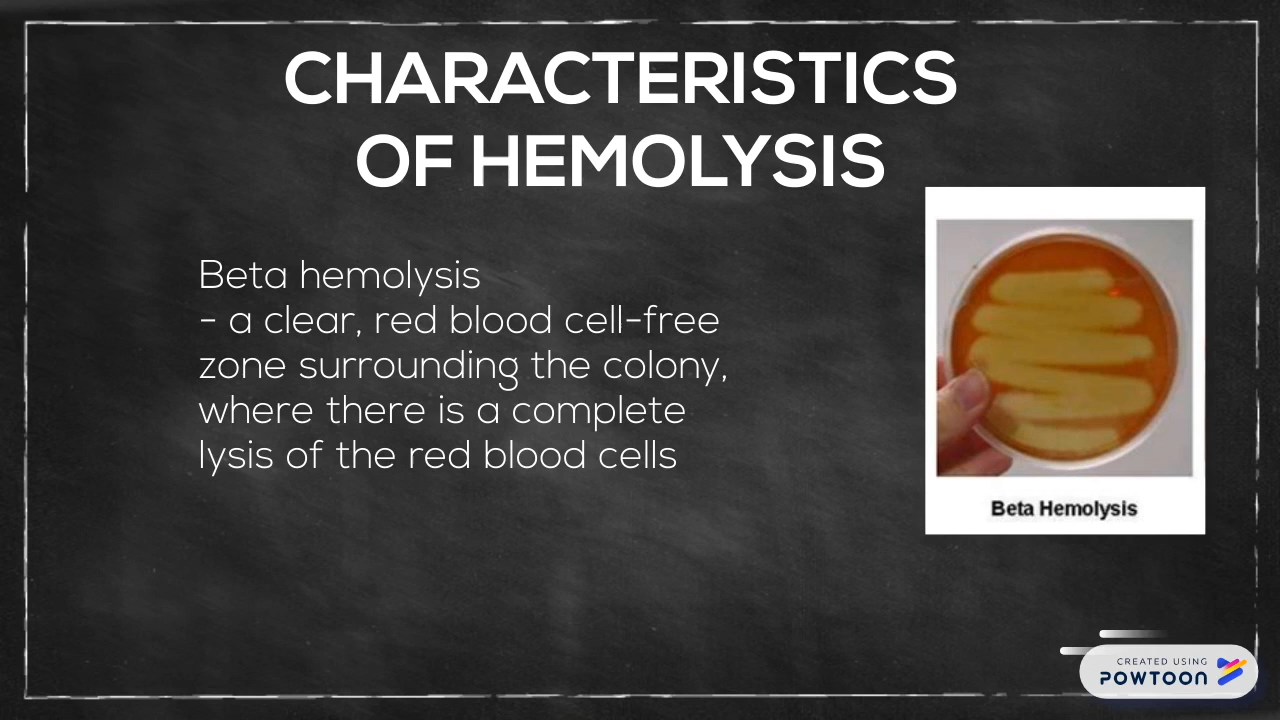 CHARACTERISTICS
OF HEMOLYSIS
Beta hemolysis
- a clear, red blood cell-free
zone surrounding the colony,
where there is a complete
lysis of the red blood cells
Beta Hemolysis
CREATED USING
POWTOON